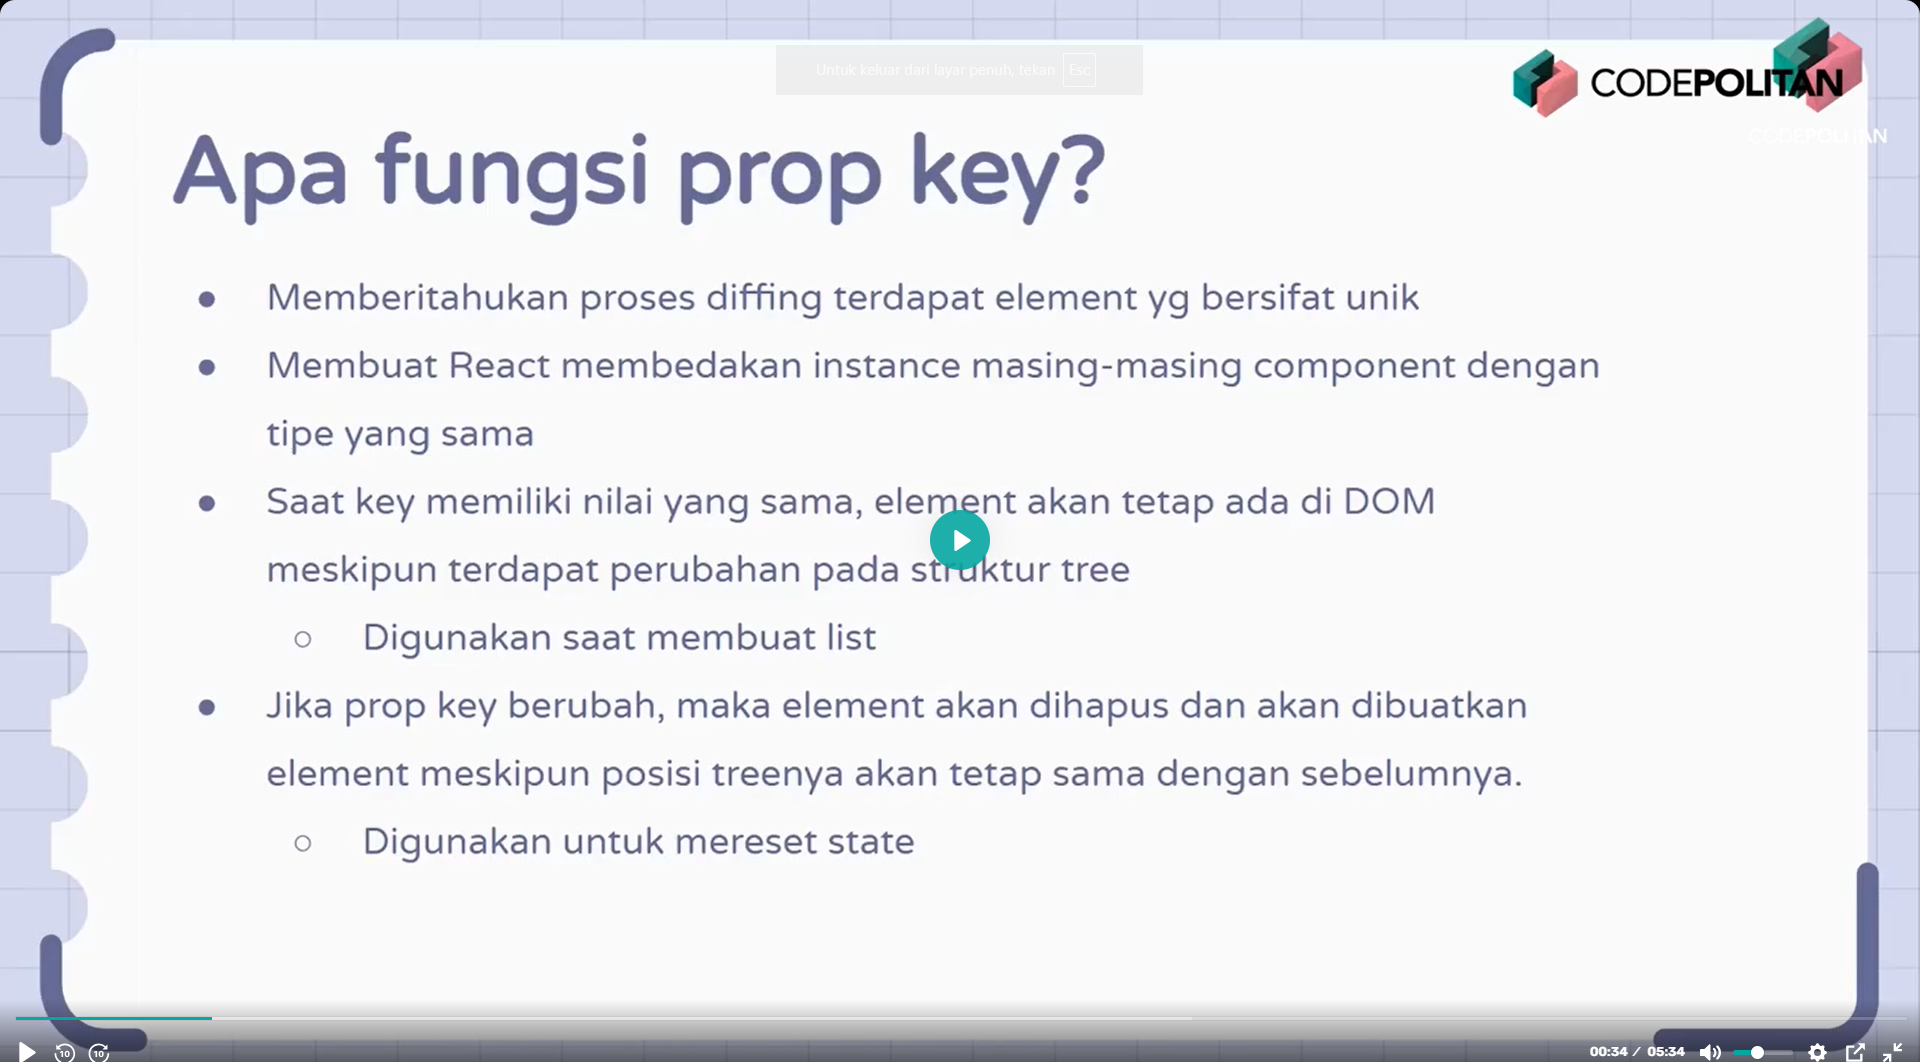 Untuk keluar dari layar penuh, tekan Esc
CODEPOLITAN
CODEPOLITAN
Apa fungsi prop key?
● Memberitahukan proses diffing terdapat element yg bersifat unik
● Membuat React membedakan instance masing-masing component dengan
tipe yang sama
● Saat key memiliki nilai yang sama, element akan tetap ada di DOM
meskipun terdapat perubahan pada struktur tree
○ Digunakan saat membuat list
● Jika prop key berubah, maka element akan dihapus dan akan dibuatkan
element meskipun posisi treenya akan tetap sama dengan sebelumnya.
○ Digunakan untuk mereset state
10 10 00:34 / 05:34